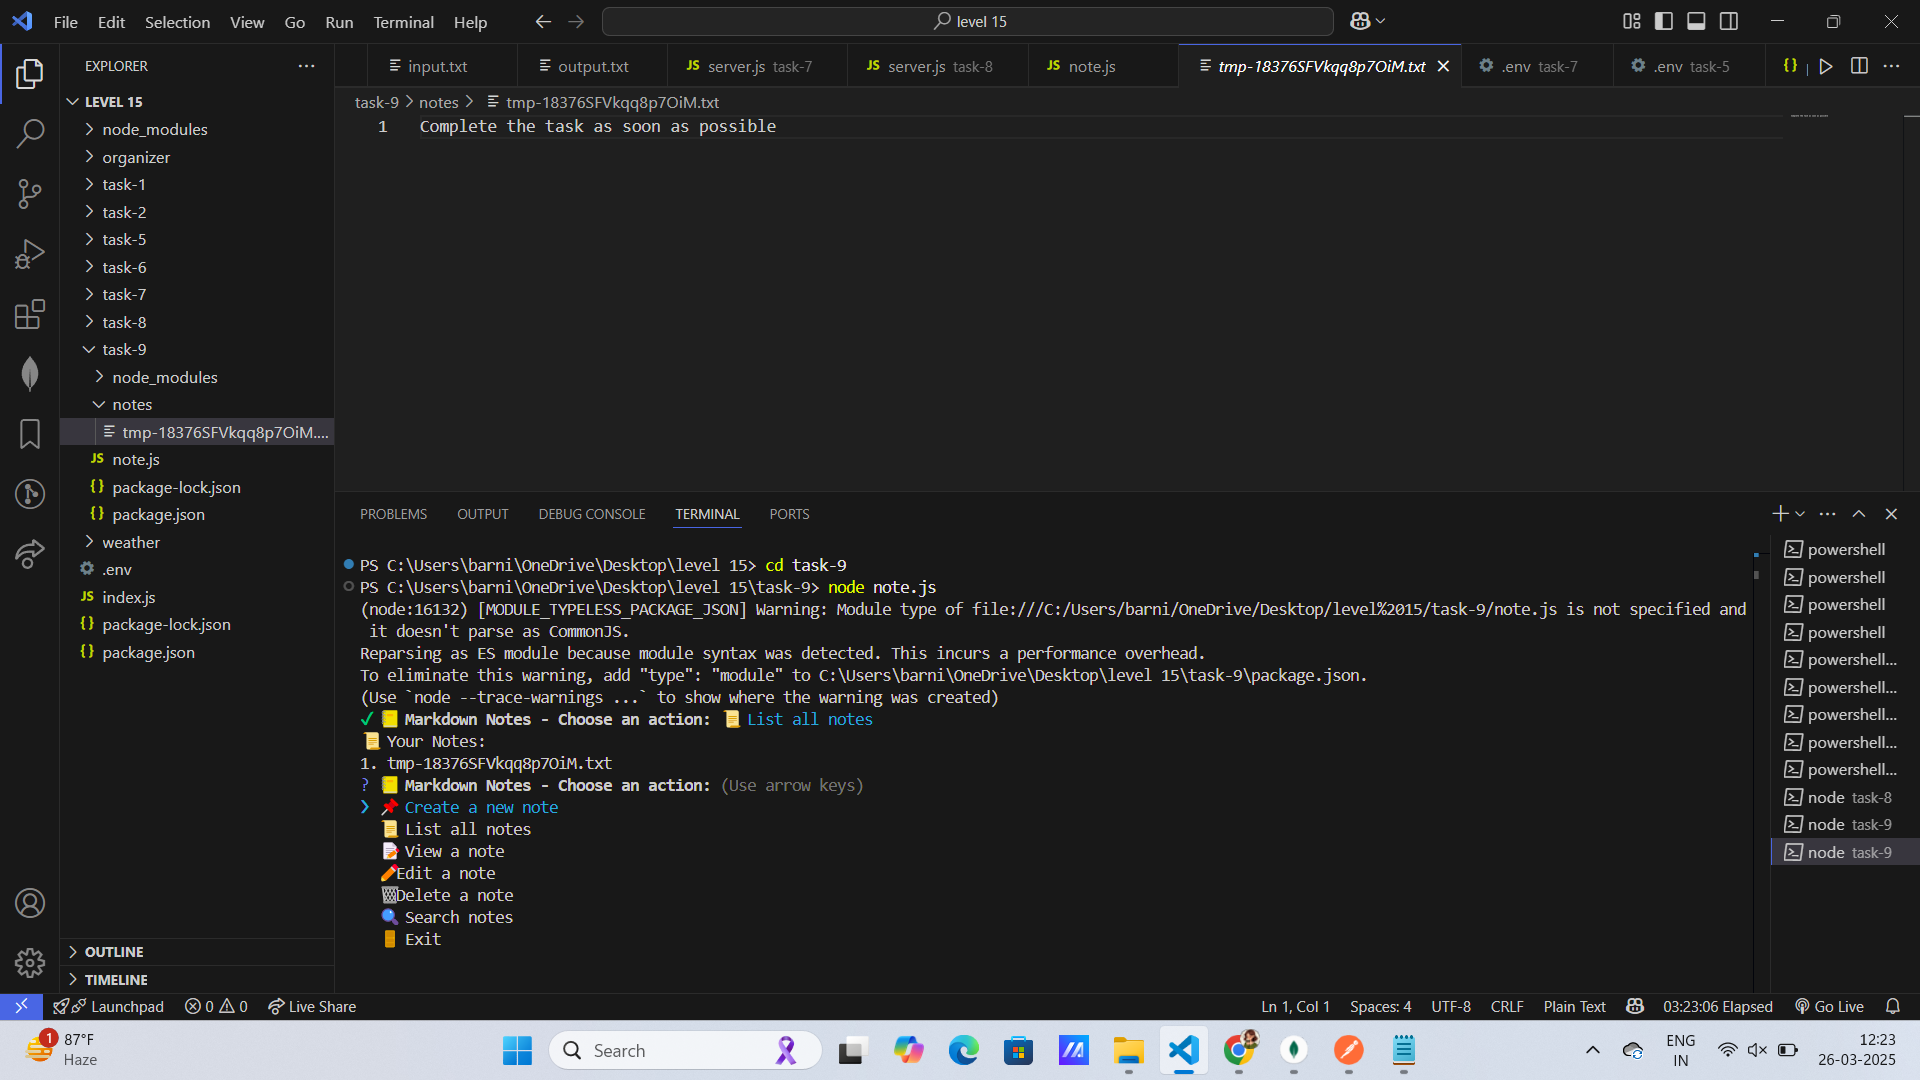 File Edit Selection View Go Run Terminal Help
level 15
EXPLORER
LEVEL 15
node_modules
organizer
task-1
task-2
task-5
task-6
task-7
task-8
task-9
node_modules
notes
tmp-18376SFVkqq8p7OiM....
note.js
package-lock.json
package.json
weather
.env
index.js
package-lock.json
package.json
OUTLINE
TIMELINE
input.txt
output.txt
JS server.js task-7
JS server.js task-8
JS note.js
tmp-18376SFVkqq8p7OiM.txt
.env task-7
.env task-5
task-9 > notes > tmp-18376SFVkqq8p7OiM.txt
1 Complete the task as soon as possible
PROBLEMS OUTPUT DEBUG CONSOLE TERMINAL PORTS
PS C:\Users\barni\OneDrive\Desktop\level 15> cd task-9
PS C:\Users\barni\OneDrive\Desktop\level 15\task-9> node note.js
(node:16132) [MODULE_TYPELESS_PACKAGE_JSON] Warning: Module type of file:///C:/Users/barni/OneDrive/Desktop/level%2015/task-9/note.js is not specified and
it doesn't parse as CommonJS.
Reparsing as ES module because module syntax was detected. This incurs a performance overhead.
To eliminate this warning, add "type": "module" to C:\Users\barni\OneDrive\Desktop\level 15\task-9\package.json.
(Use `node --trace-warnings ...` to show where the warning was created)
✔ 📒 Markdown Notes - Choose an action: 📜 List all notes
📜 Your Notes:
1. tmp-18376SFVkqq8p7OiM.txt
? 📒 Markdown Notes - Choose an action: (Use arrow keys)
❯ 📌 Create a new note
📜 List all notes
📝 View a note
✏️Edit a note
🗑️Delete a note
🔍 Search notes
🚪 Exit
powershell
powershell
powershell
powershell
powershell...
powershell...
powershell...
powershell...
powershell...
node task-8
node task-9
node task-9
Launchpad 0 0 Live Share
Ln 1, Col 1 Spaces: 4 UTF-8 CRLF Plain Text 03:23:06 Elapsed Go Live
1
87°F
Haze
Search
ENG
IN
12:23
26-03-2025